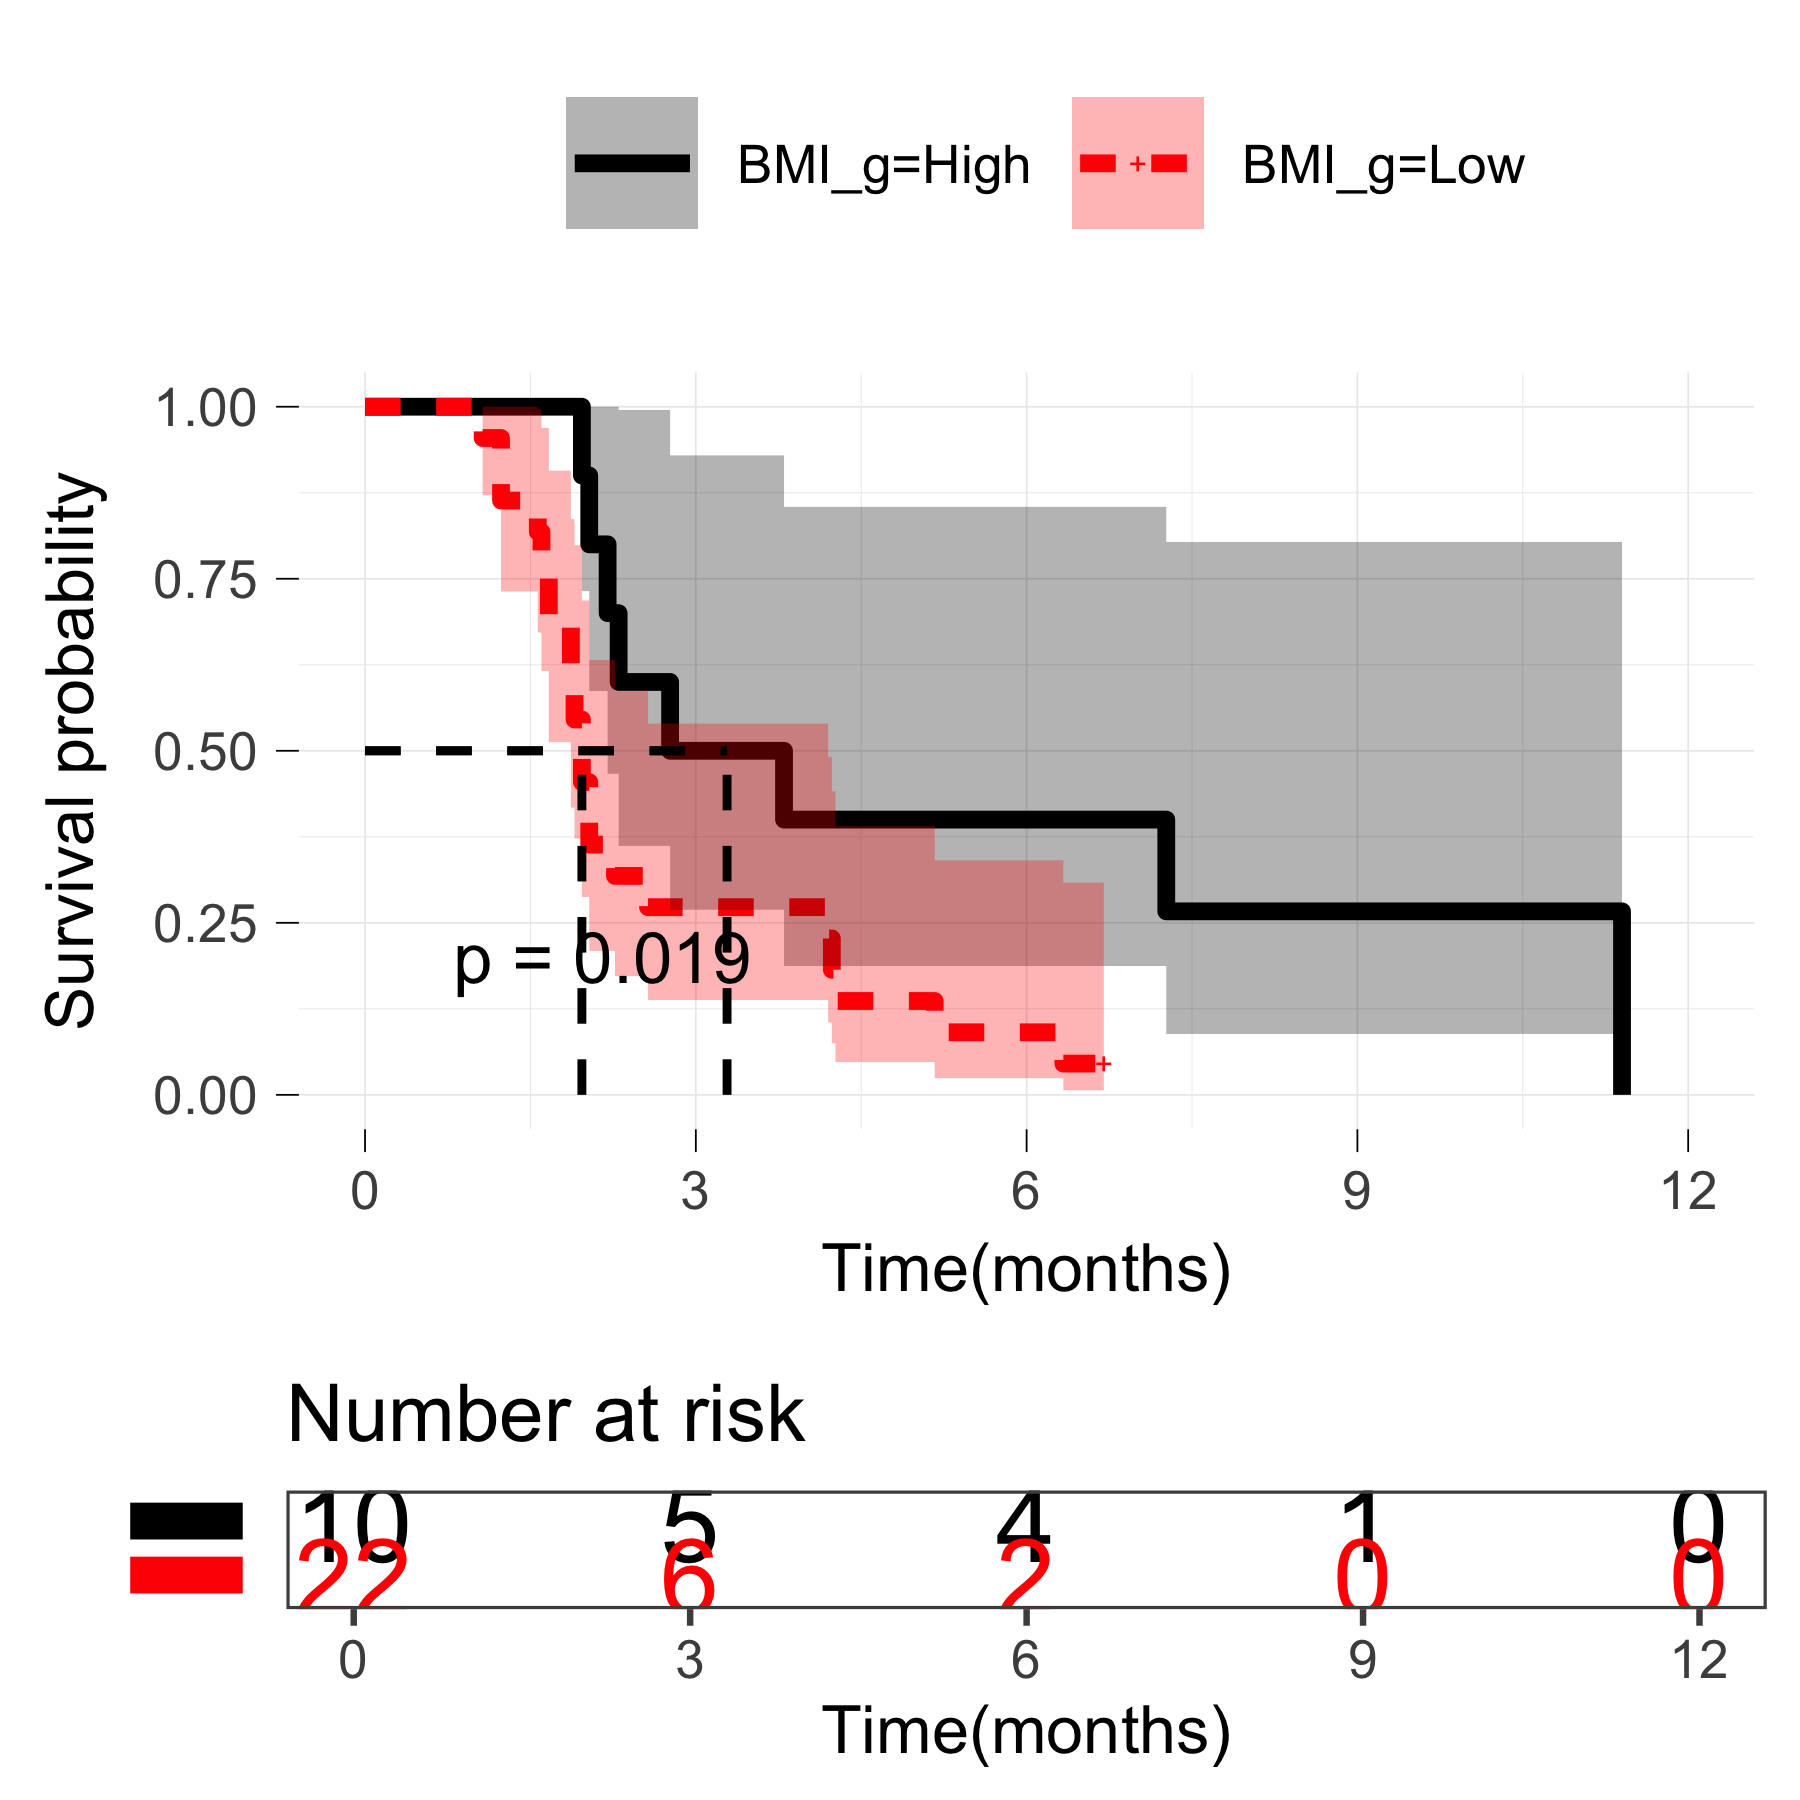 BMI_g=High BMI_g=Low
1.00
0.75
0.50
0.25
0.00
Survival probability
p = 0.019
0 3 6 9 12
Time(months)
Number at risk
10 5 4 1 0
22 6 2 0 0
0 3 6 9 12
Time(months)